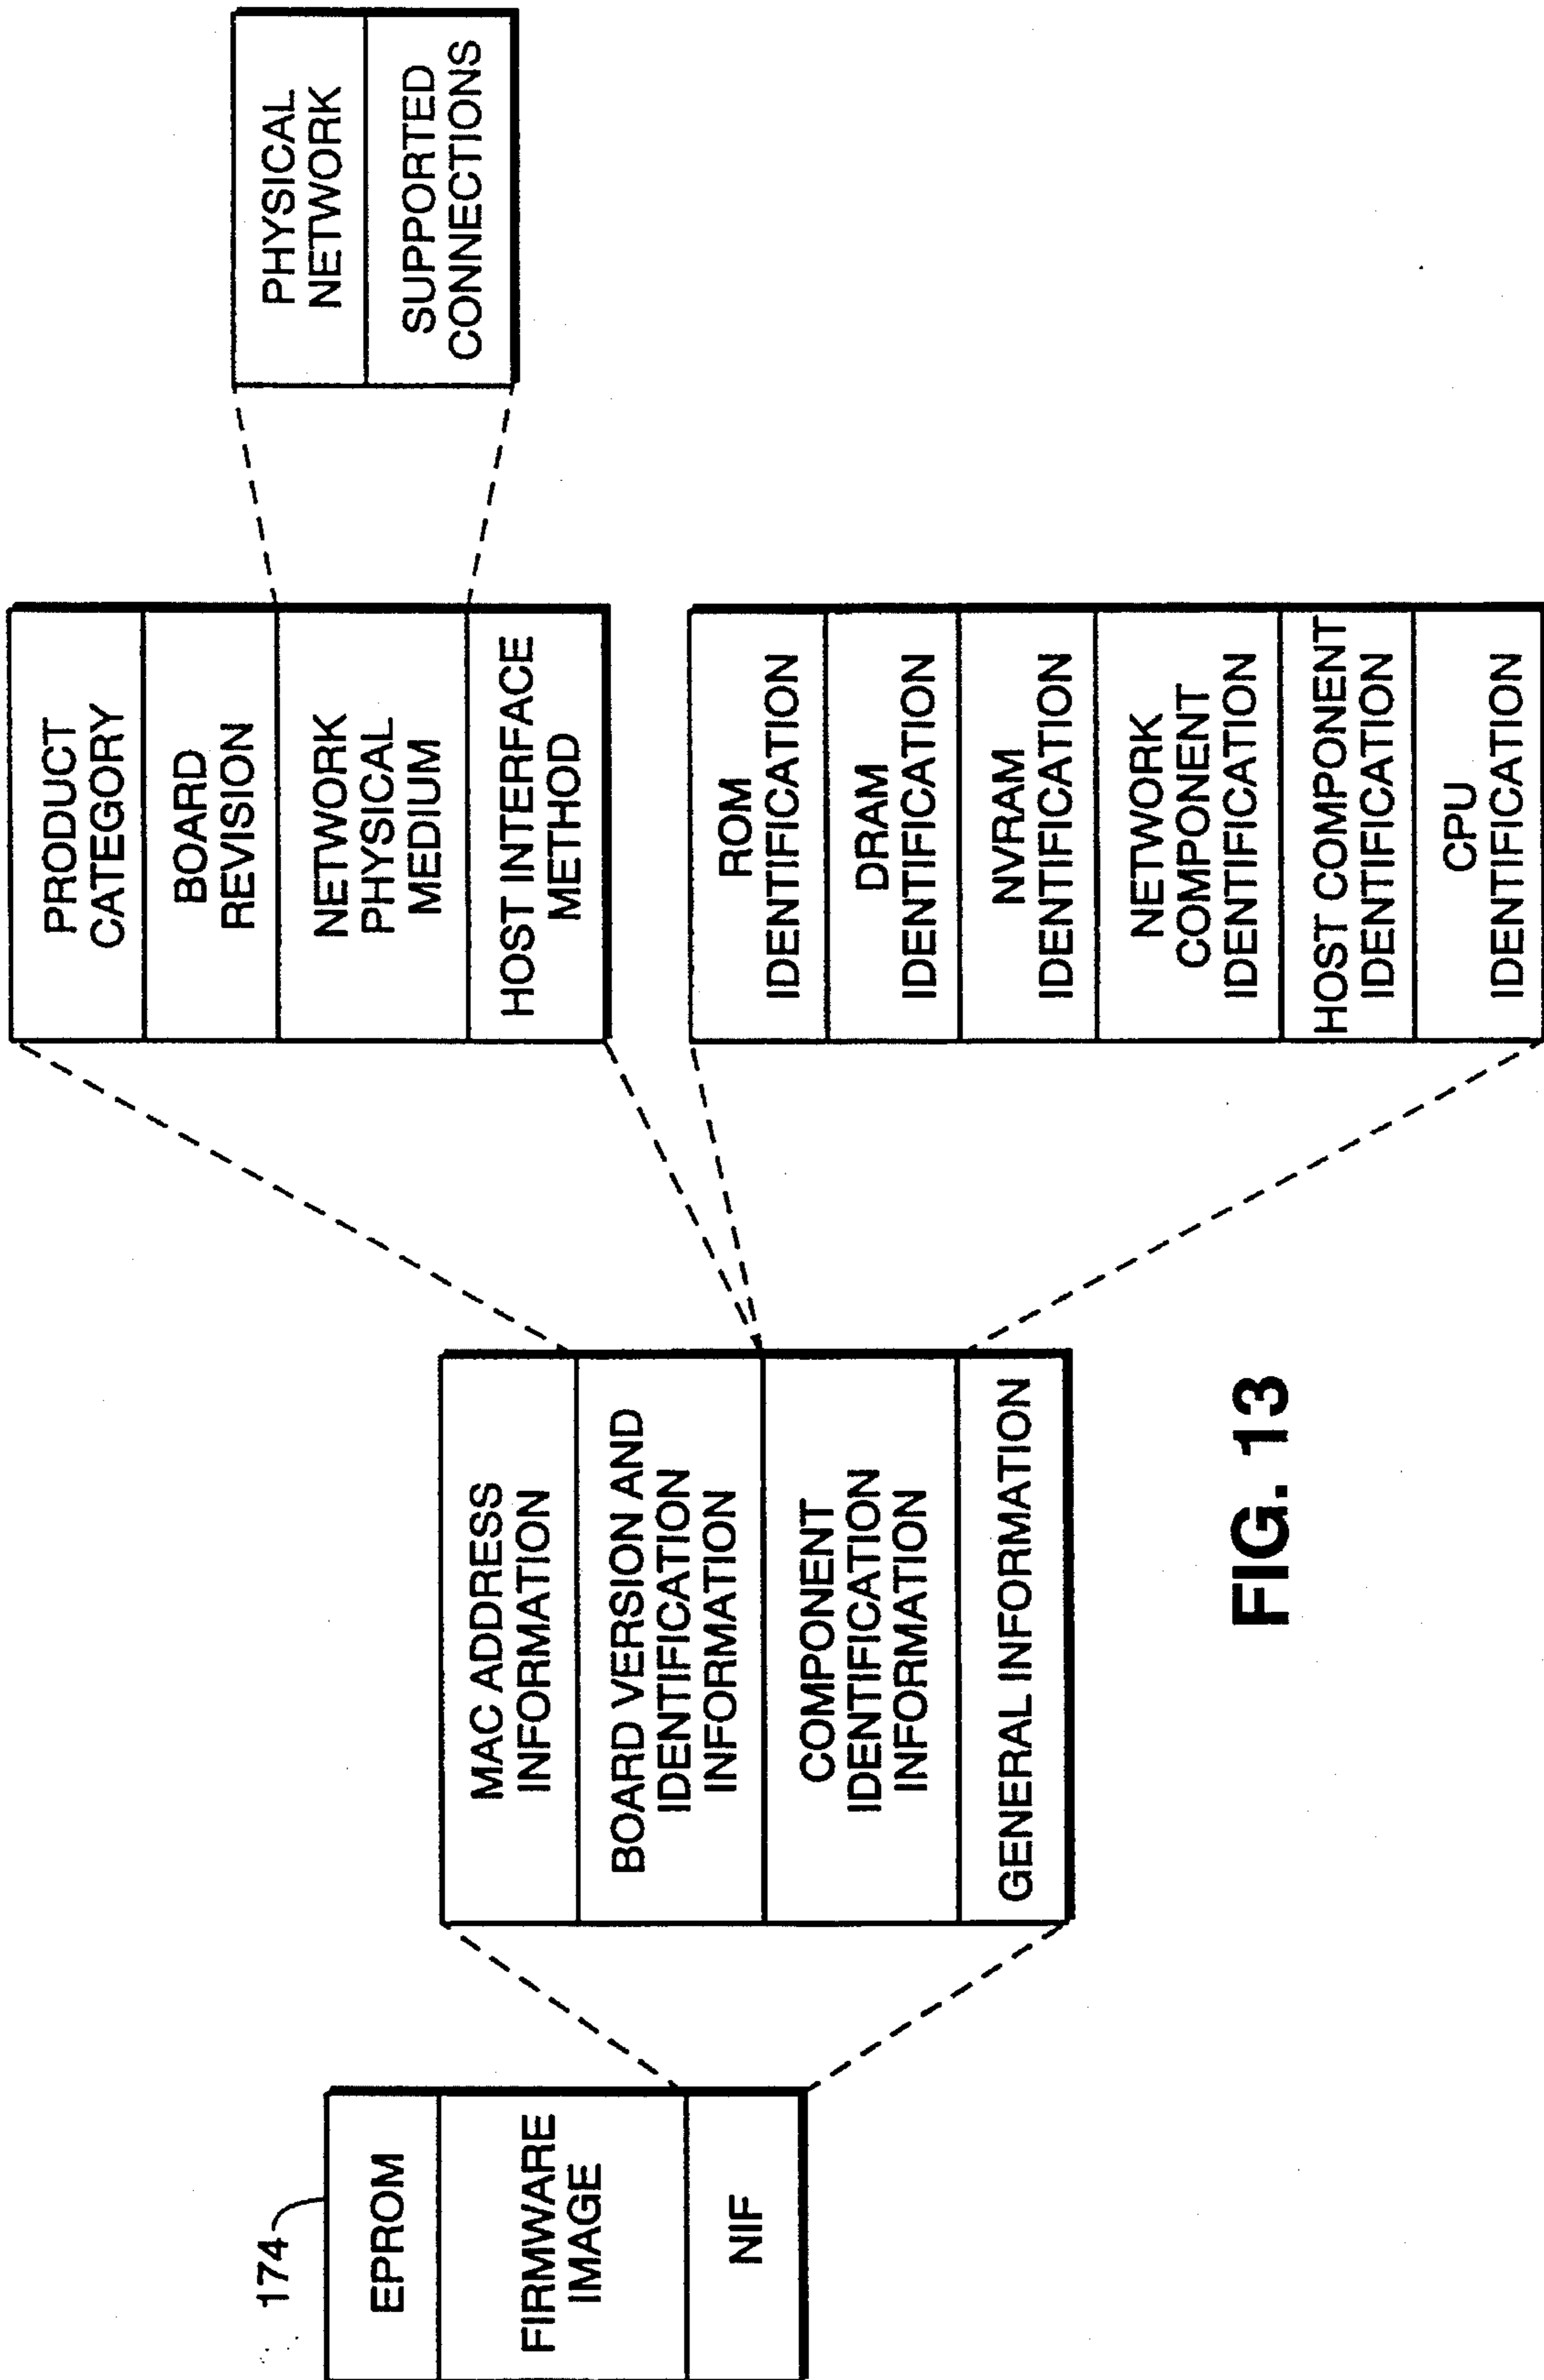 174
EPROM
FIRMWARE
IMAGE
NIF
MAC ADDRESS
INFORMATION
BOARD VERSION AND
IDENTIFICATION
INFORMATION
COMPONENT
IDENTIFICATION
INFORMATION
GENERAL INFORMATION
PRODUCT
CATEGORY
BOARD
REVISION
NETWORK
PHYSICAL
MEDIUM
HOST INTERFACE
METHOD
ROM
IDENTIFICATION
DRAM
IDENTIFICATION
NVRAM
IDENTIFICATION
NETWORK
COMPONENT
IDENTIFICATION
HOST COMPONENT
IDENTIFICATION
CPU
IDENTIFICATION
PHYSICAL
NETWORK
SUPPORTED
CONNECTIONS
FIG. 13